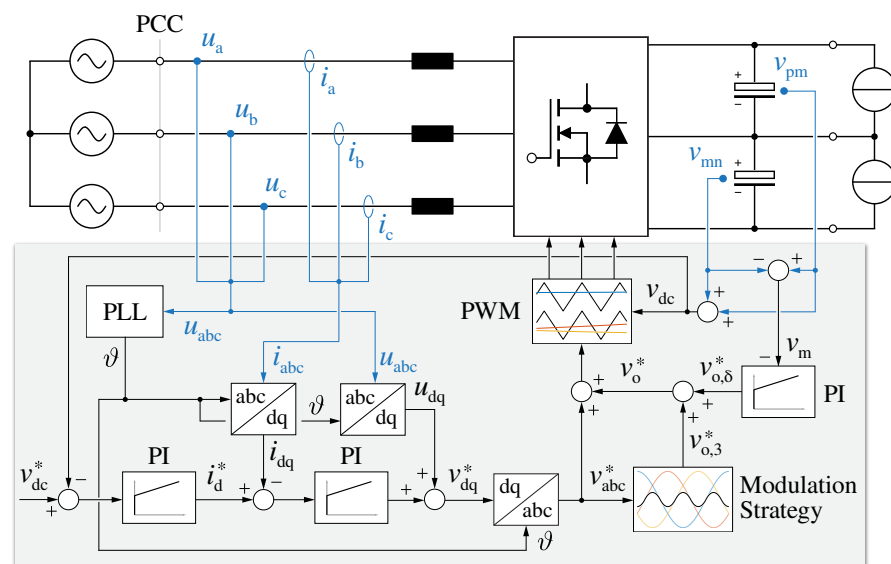 PCC
u_a
i_a
v_pm
u_b
i_b
v_mn
u_c
i_c
+
−
+
−
− +
+
+
PLL
PWM
v_dc
u_abc
ϑ
i_abc
u_abc
v_m
−
v_o^*
v_o,δ^*
PI
+
+
+
+
abc
dq
ϑ
abc
dq
u_dq
v_o,3^*
v_dc^*
−
+
PI
i_d^*
i_dq
+
−
PI
+
+
v_dq^*
dq
abc
v_abc^*
Modulation
Strategy
ϑ